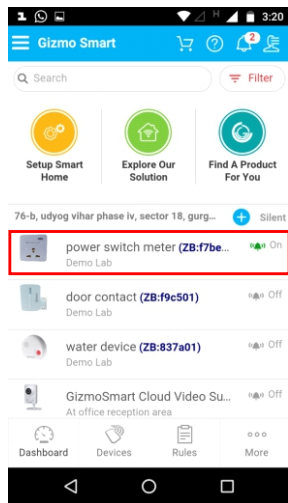 1 3:20
H
Gizmo Smart 2
Search Filter
Setup Smart Home
Explore Our Solution
Find A Product For You
76-b, udyog vihar phase iv, sector 18, gurg... Silent
power switch meter (ZB:f7be... On
Demo Lab
door contact (ZB:f9c501) Off
Demo Lab
water device (ZB:837a01) Off
Demo Lab
GizmoSmart Cloud Video Su... Off
At office reception area
Dashboard Devices Rules More